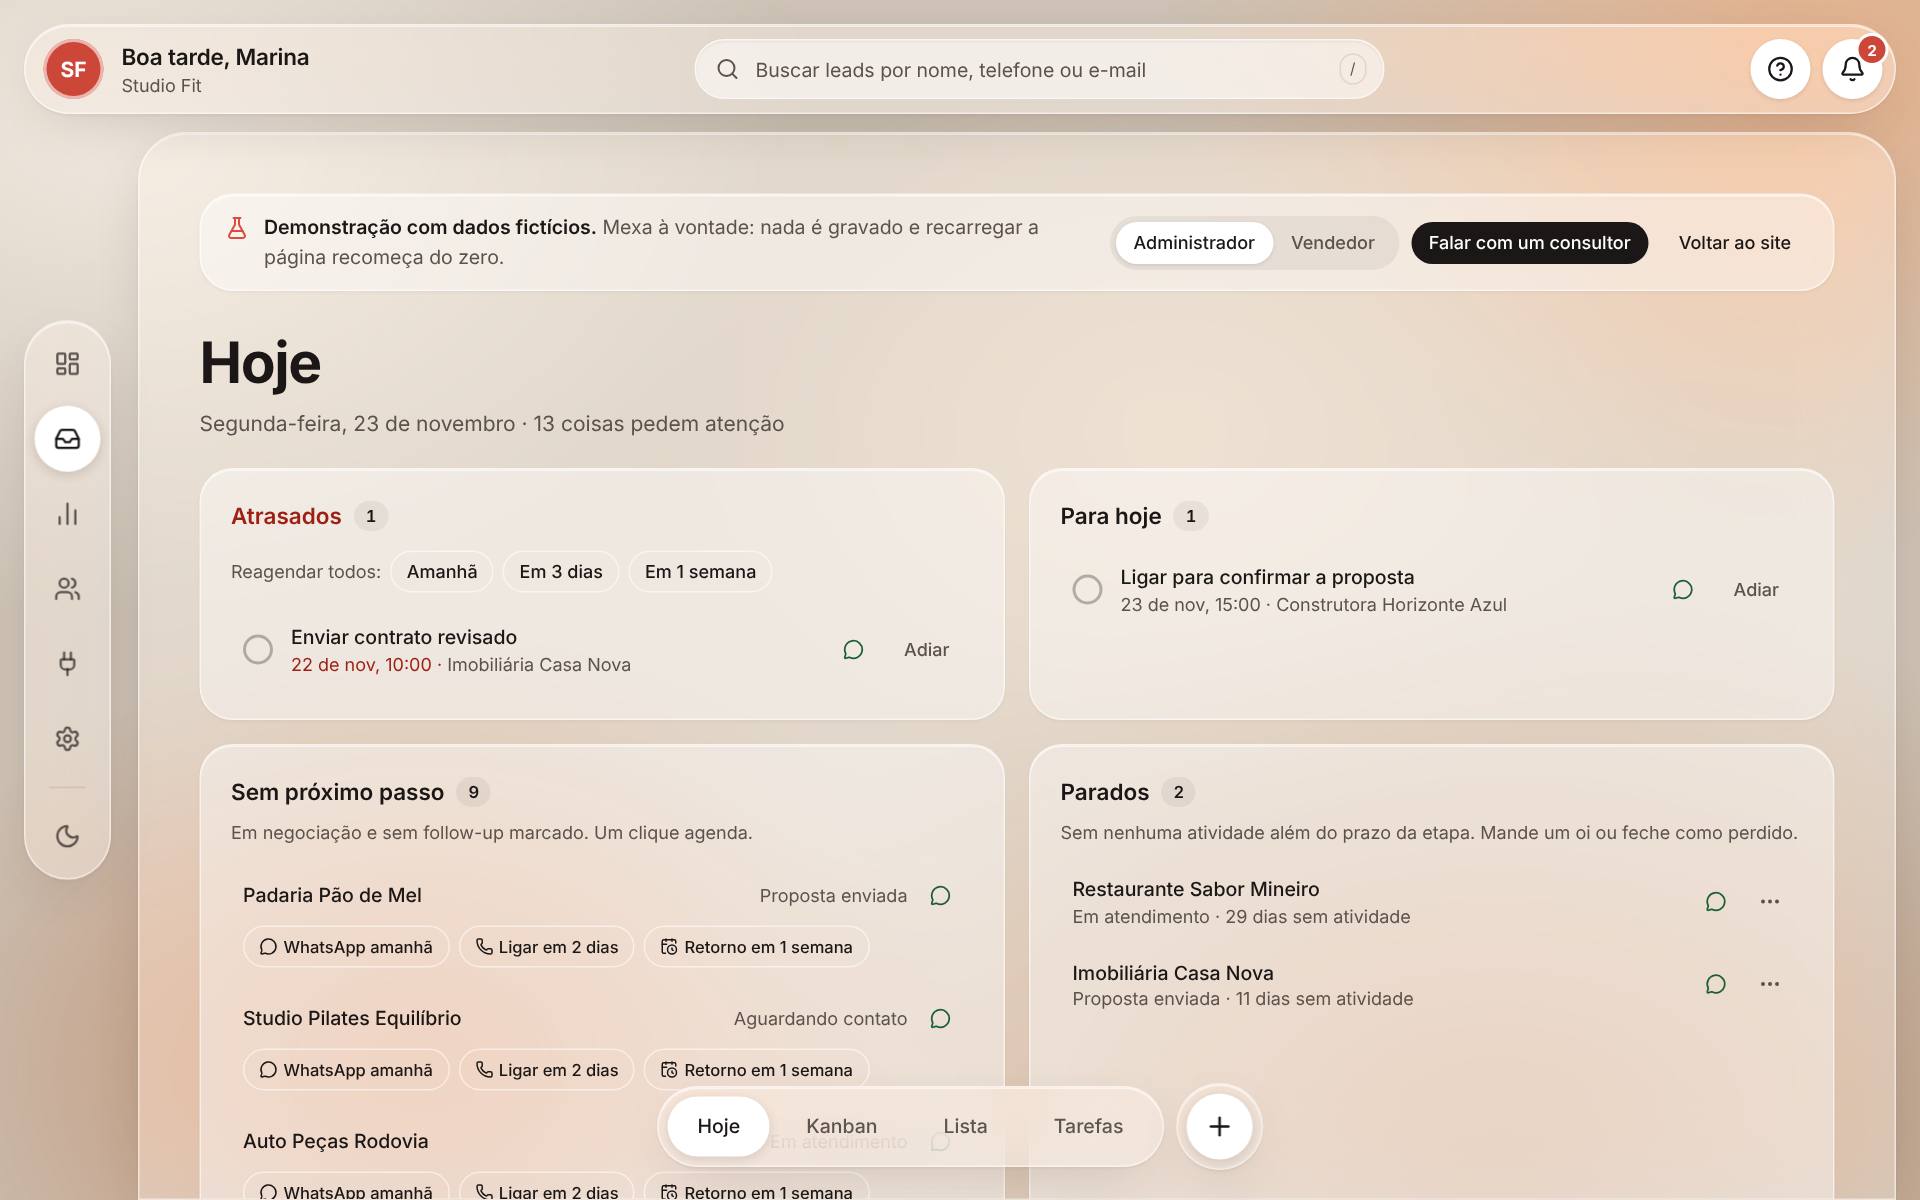 SF
Boa tarde, Marina
Studio Fit
Buscar leads por nome, telefone ou e-mail
/
2
Demonstração com dados fictícios. Mexa à vontade: nada é gravado e recarregar a
página recomeça do zero.
Administrador
Vendedor
Falar com um consultor
Voltar ao site
Hoje
Segunda-feira, 23 de novembro · 13 coisas pedem atenção
Atrasados 1
Reagendar todos: Amanhã Em 3 dias Em 1 semana
Enviar contrato revisado
22 de nov, 10:00 · Imobiliária Casa Nova
Adiar
Para hoje 1
Ligar para confirmar a proposta
23 de nov, 15:00 · Construtora Horizonte Azul
Adiar
Sem próximo passo 9
Em negociação e sem follow-up marcado. Um clique agenda.
Padaria Pão de Mel
Proposta enviada
WhatsApp amanhã Ligar em 2 dias Retorno em 1 semana
Studio Pilates Equilíbrio
Aguardando contato
WhatsApp amanhã Ligar em 2 dias Retorno em 1 semana
Auto Peças Rodovia
Em atendimento
WhatsApp amanhã Ligar em 2 dias Retorno em 1 semana
Parados 2
Sem nenhuma atividade além do prazo da etapa. Mande um oi ou feche como perdido.
Restaurante Sabor Mineiro
Em atendimento · 29 dias sem atividade
Imobiliária Casa Nova
Proposta enviada · 11 dias sem atividade
Hoje Kanban Lista Tarefas